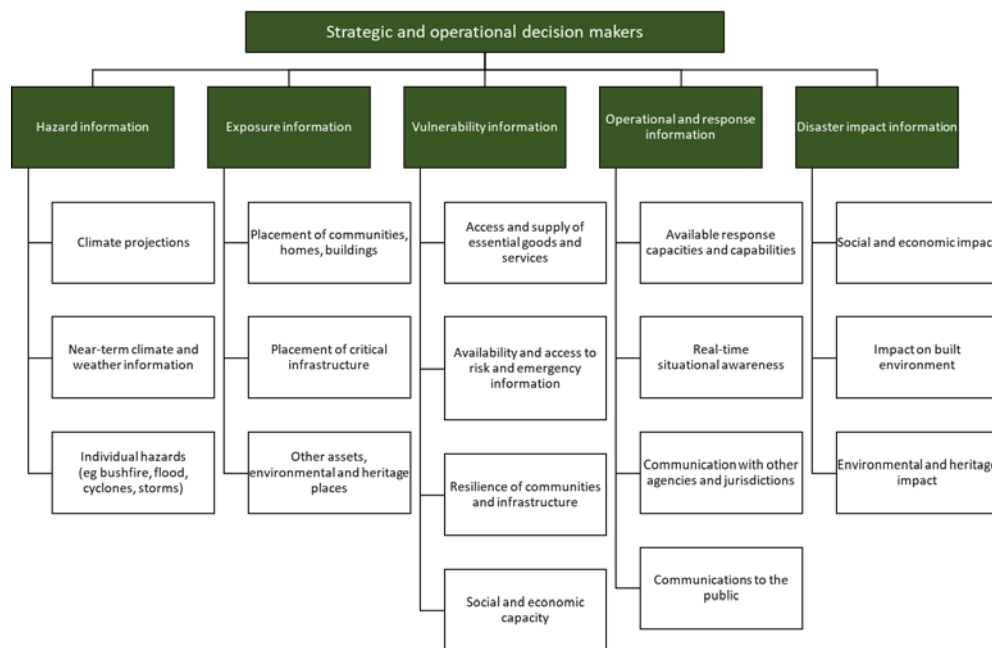 Strategic and operational decision makers
Hazard information
Exposure information
Vulnerability information
Operational and response
information
Disaster impact information
Climate projections
Near-term climate and
weather information
Individual hazards
(eg bushfire, flood,
cyclones, storms)
Placement of communities,
homes, buildings
Placement of critical
infrastructure
Other assets,
environmental and heritage
places
Access and supply of
essential goods and
services
Availability and access to
risk and emergency
information
Resilience of communities
and infrastructure
Social and economic
capacity
Available response
capacities and capabilities
Real-time
situational awareness
Communication with other
agencies and jurisdictions
Communications to the
public
Social and economic impact
Impact on built
environment
Environmental and heritage
impact